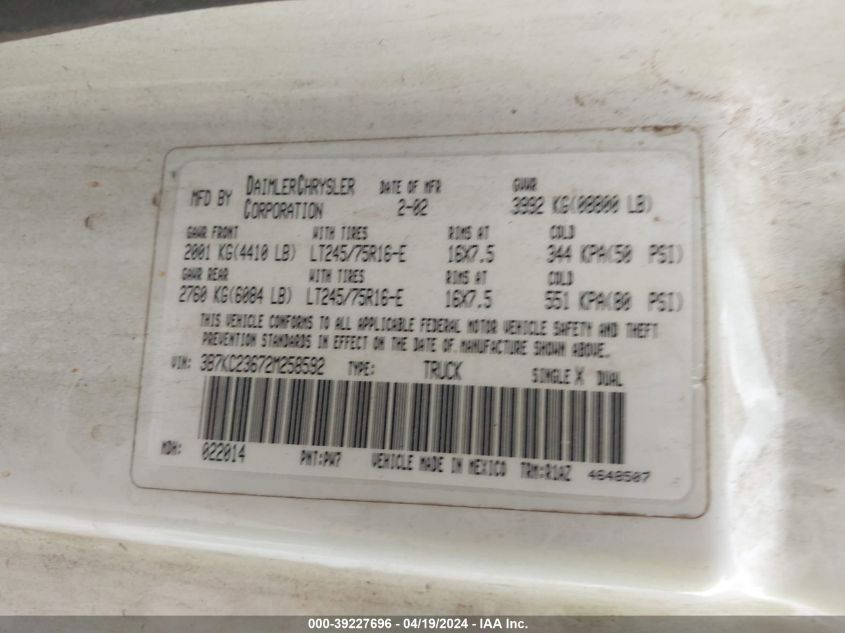 MFD BY DAIMLERCHRYSLER CORPORATION DATE OF MFR 2-02 GVWR 3992 KG(08800 LB)
GAWR FRONT WITH TIRES RIMS AT COLD
2001 KG(4410 LB) LT245/75R16-E 16X7.5 344 KPA(50 PSI)
GAWR REAR WITH TIRES RIMS AT COLD
2760 KG(6084 LB) LT245/75R16-E 16X7.5 551 KPA(80 PSI)
THIS VEHICLE CONFORMS TO ALL APPLICABLE FEDERAL MOTOR VEHICLE SAFETY AND THEFT
PREVENTION STANDARDS IN EFFECT ON THE DATE OF MANUFACTURE SHOWN ABOVE.
VIN: 3B7KC23672M258592 TYPE: TRUCK SINGLE X DUAL
MDH: 022014 PNT:PW7 VEHICLE MADE IN MEXICO TRM:R1AZ 4648507
000-39227696 - 04/19/2024 - IAA Inc.